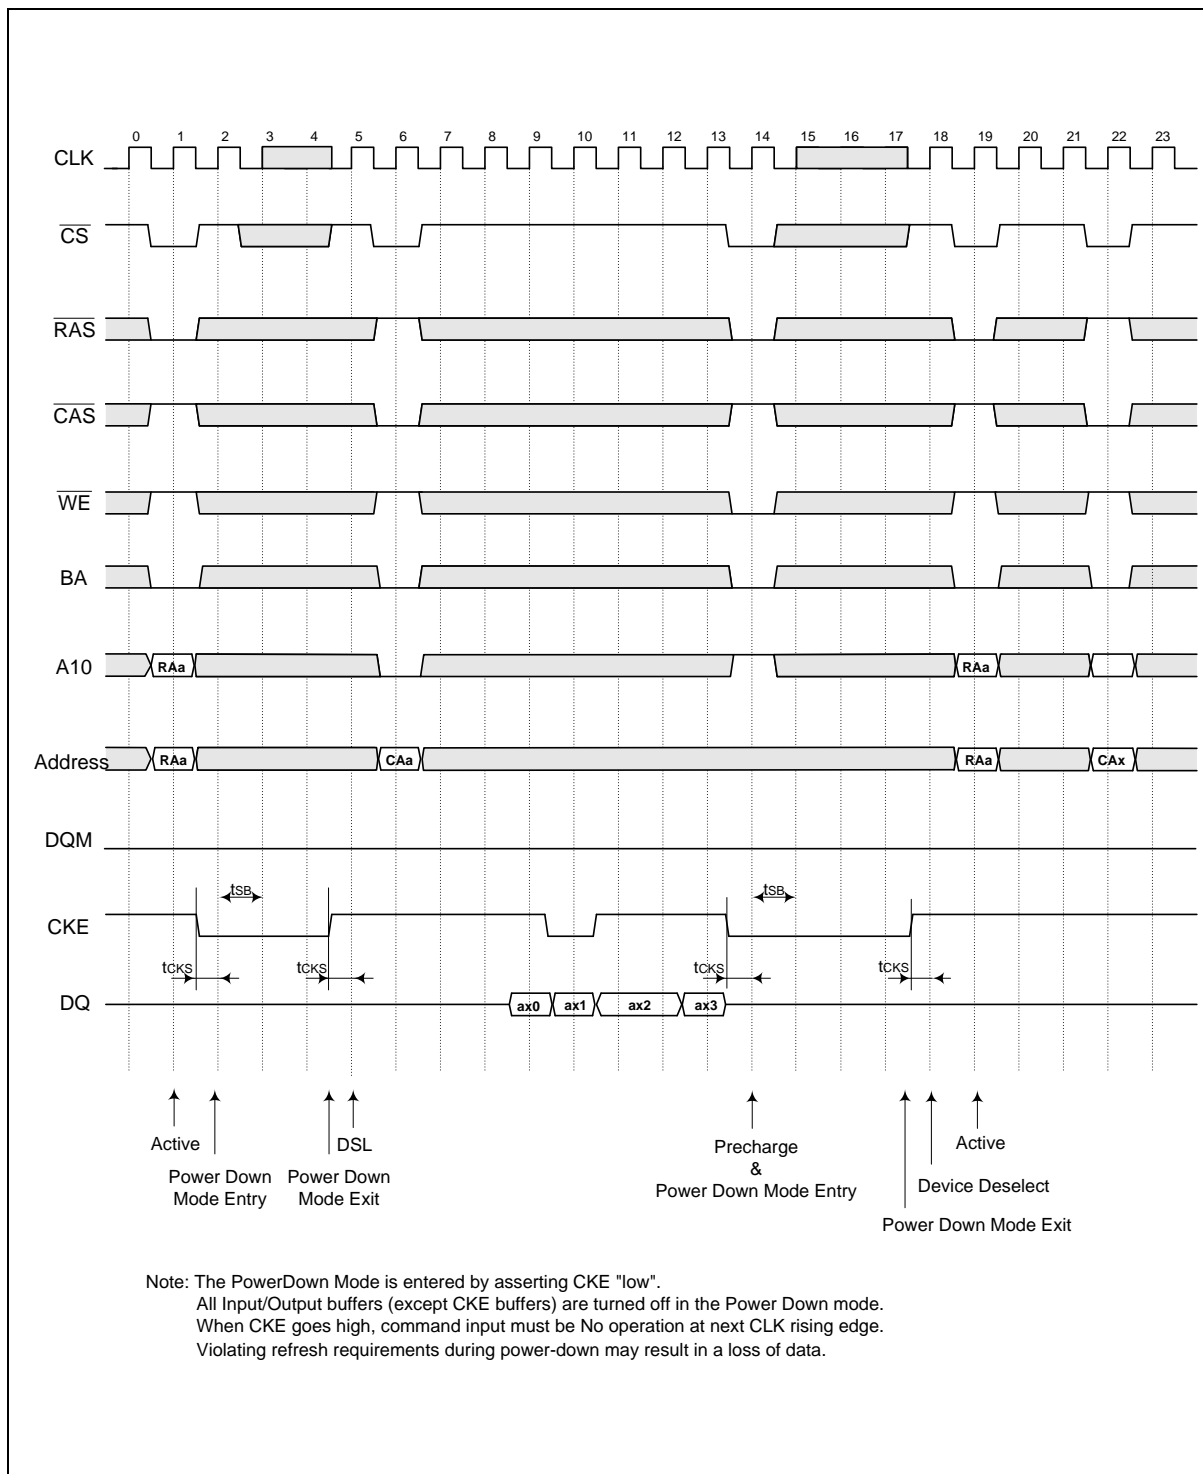 0 1 2 3 4 5 6 7 8 9 10 11 12 13 14 15 16 17 18 19 20 21 22 23
CLK
CS
RAS
CAS
WE
BA
A10 RAa RAa
Address RAa CAa RAa CAx
DQM
tSB tSB
CKE
tCKS tCKS tCKS tCKS
DQ ax0 ax1 ax2 ax3
Active DSL Precharge Active
Power Down Power Down &
Mode Entry Mode Exit Power Down Mode Entry Device Deselect
Power Down Mode Exit
Note: The PowerDown Mode is entered by asserting CKE "low".
All Input/Output buffers (except CKE buffers) are turned off in the Power Down mode.
When CKE goes high, command input must be No operation at next CLK rising edge.
Violating refresh requirements during power-down may result in a loss of data.